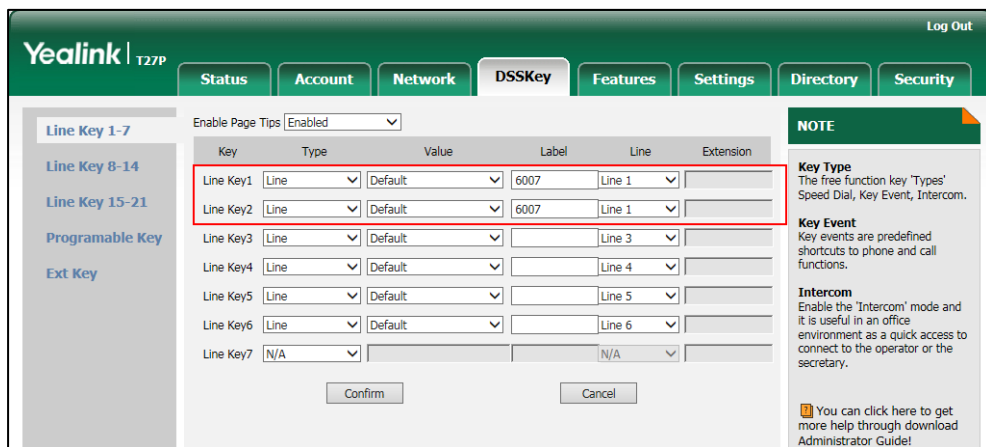 Log Out
Yealink T27P
Status Account Network DSSKey Features Settings Directory Security
Line Key 1-7
Line Key 8-14
Line Key 15-21
Programable Key
Ext Key
Enable Page Tips Enabled
Key Type Value Label Line Extension
Line Key1 Line Default 6007 Line 1
Line Key2 Line Default 6007 Line 1
Line Key3 Line Default Line 3
Line Key4 Line Default Line 4
Line Key5 Line Default Line 5
Line Key6 Line Default Line 6
Line Key7 N/A N/A
Confirm Cancel
NOTE
Key Type
The free function key 'Types'
Speed Dial, Key Event, Intercom.
Key Event
Key events are predefined
shortcuts to phone and call
functions.
Intercom
Enable the 'Intercom' mode and
it is useful in an office
environment as a quick access to
connect to the operator or the
secretary.
You can click here to get
more help through download
Administrator Guide!